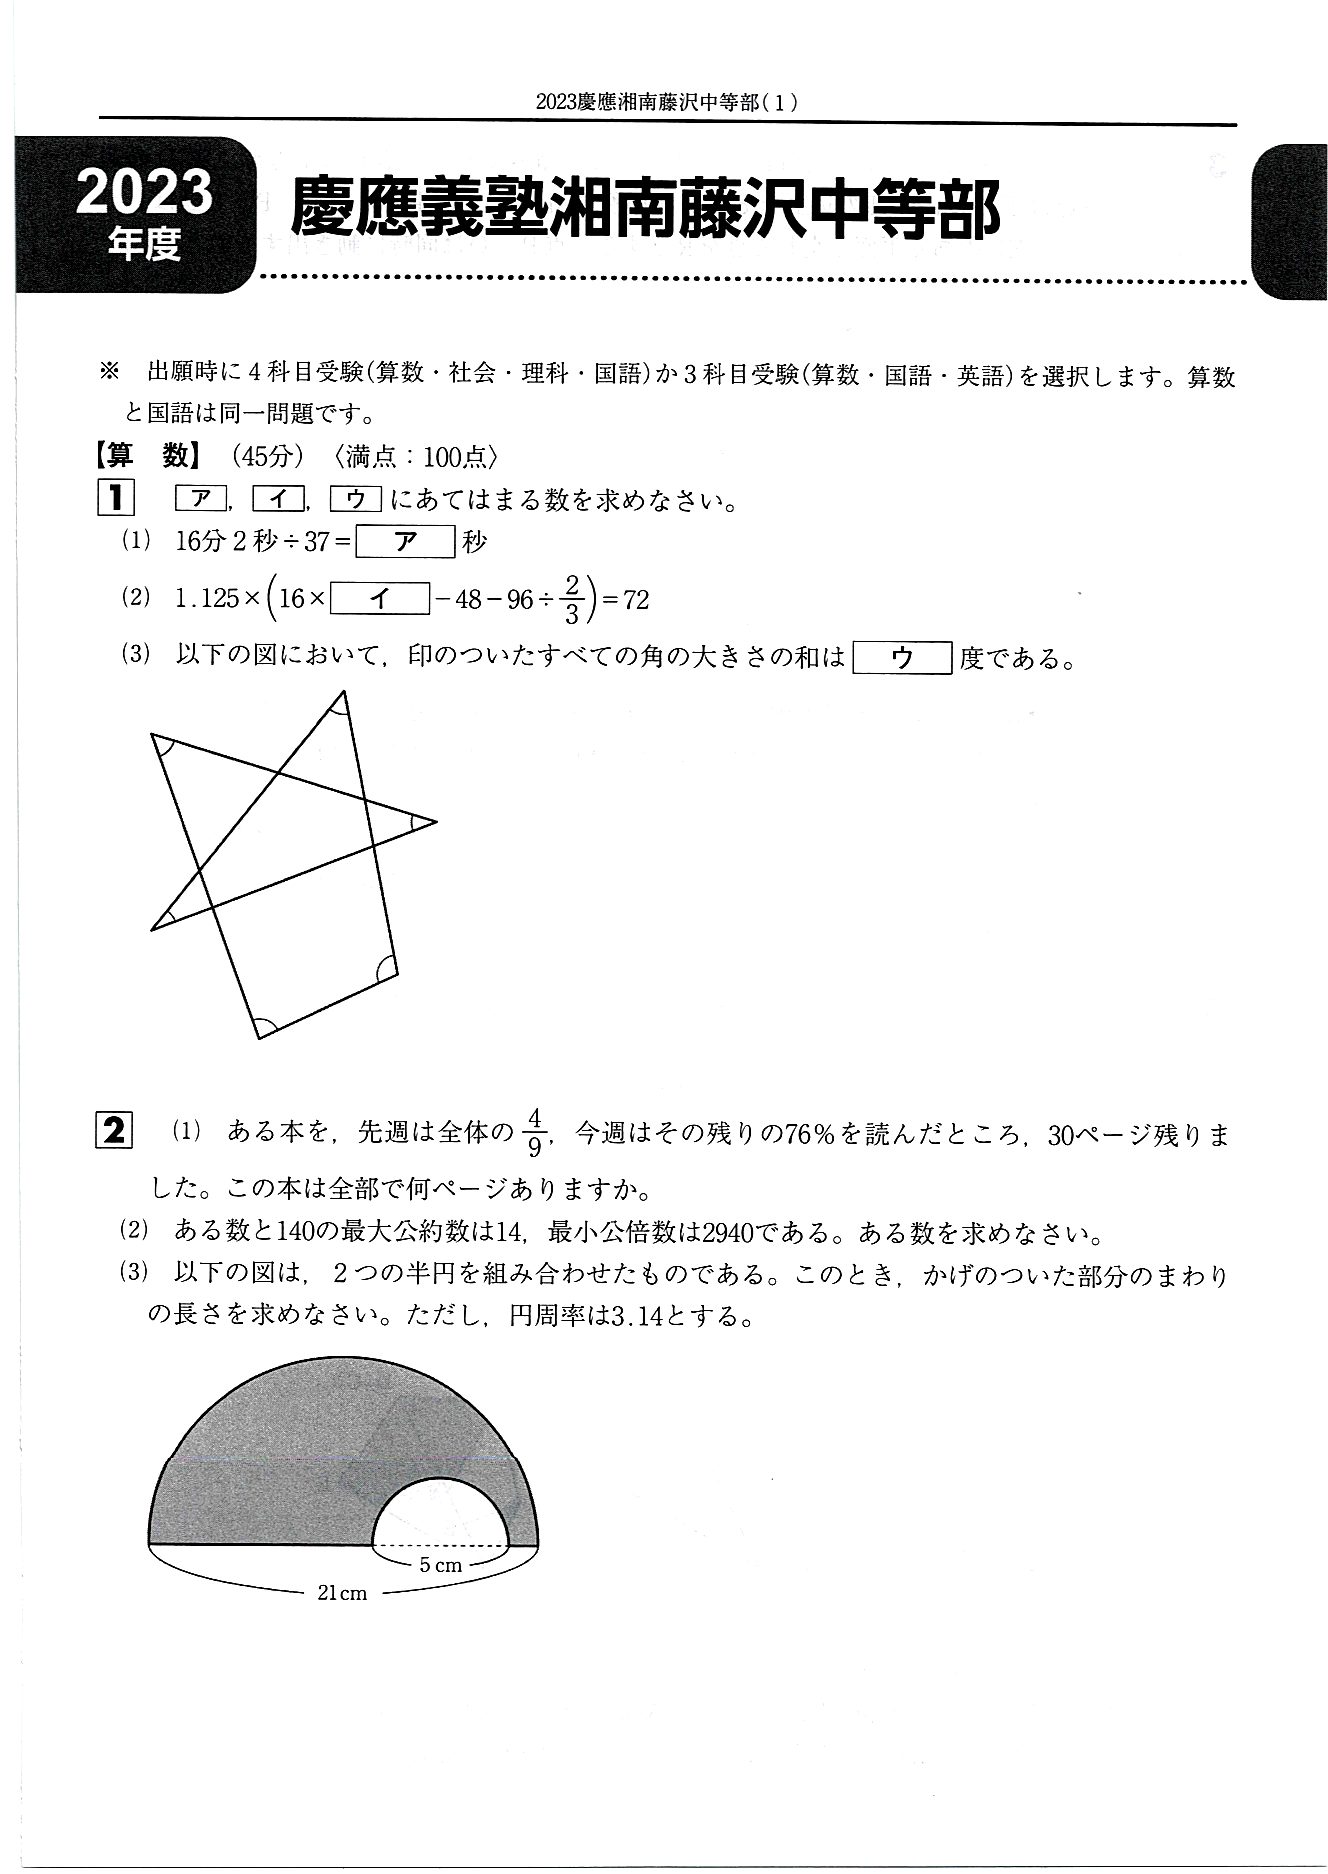 2023慶應湘南藤沢中等部(1)
2023
年度
慶應義塾湘南藤沢中等部
※ 出願時に4科目受験(算数・社会・理科・国語)か3科目受験(算数・国語・英語)を選択します。算数
と国語は同一問題です。
【算 数】(45分)〈満点:100点〉
1 ア, イ, ウ にあてはまる数を求めなさい。
(1) 16分2秒÷37= ア 秒
(2) 1.125×(16× イ −48−96÷2/3)=72
(3) 以下の図において,印のついたすべての角の大きさの和は ウ 度である。
2 (1) ある本を,先週は全体の4/9,今週はその残りの76%を読んだところ,30ページ残りま
した。この本は全部で何ページありますか。
(2) ある数と140の最大公約数は14,最小公倍数は2940である。ある数を求めなさい。
(3) 以下の図は,2つの半円を組み合わせたものである。このとき,かげのついた部分のまわり
の長さを求めなさい。ただし,円周率は3.14とする。
5cm
21cm